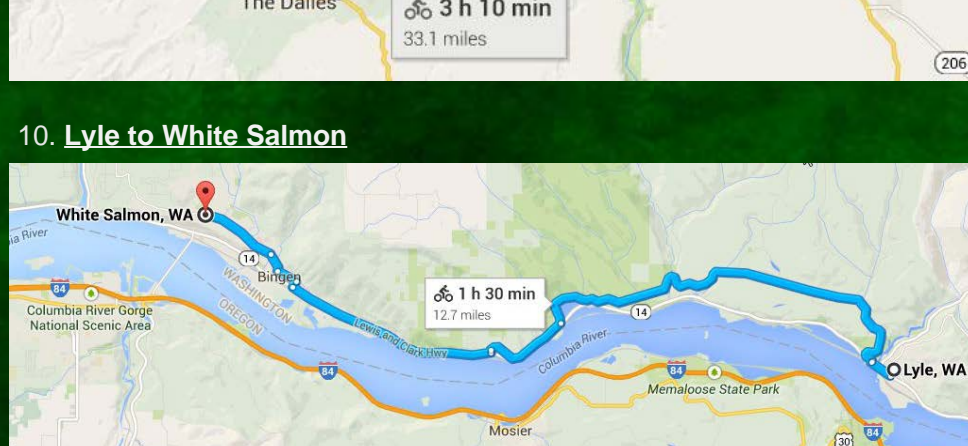 The Dalles
3 h 10 min
33.1 miles
206
10. Lyle to White Salmon
White Salmon, WA
ia River
14
Bingen
WASHINGTON
OREGON
84
Columbia River Gorge
National Scenic Area
1 h 30 min
12.7 miles
14
Lewis and Clark Hwy
Columbia River
84
84
Lyle, WA
Memaloose State Park
Mosier
84
30